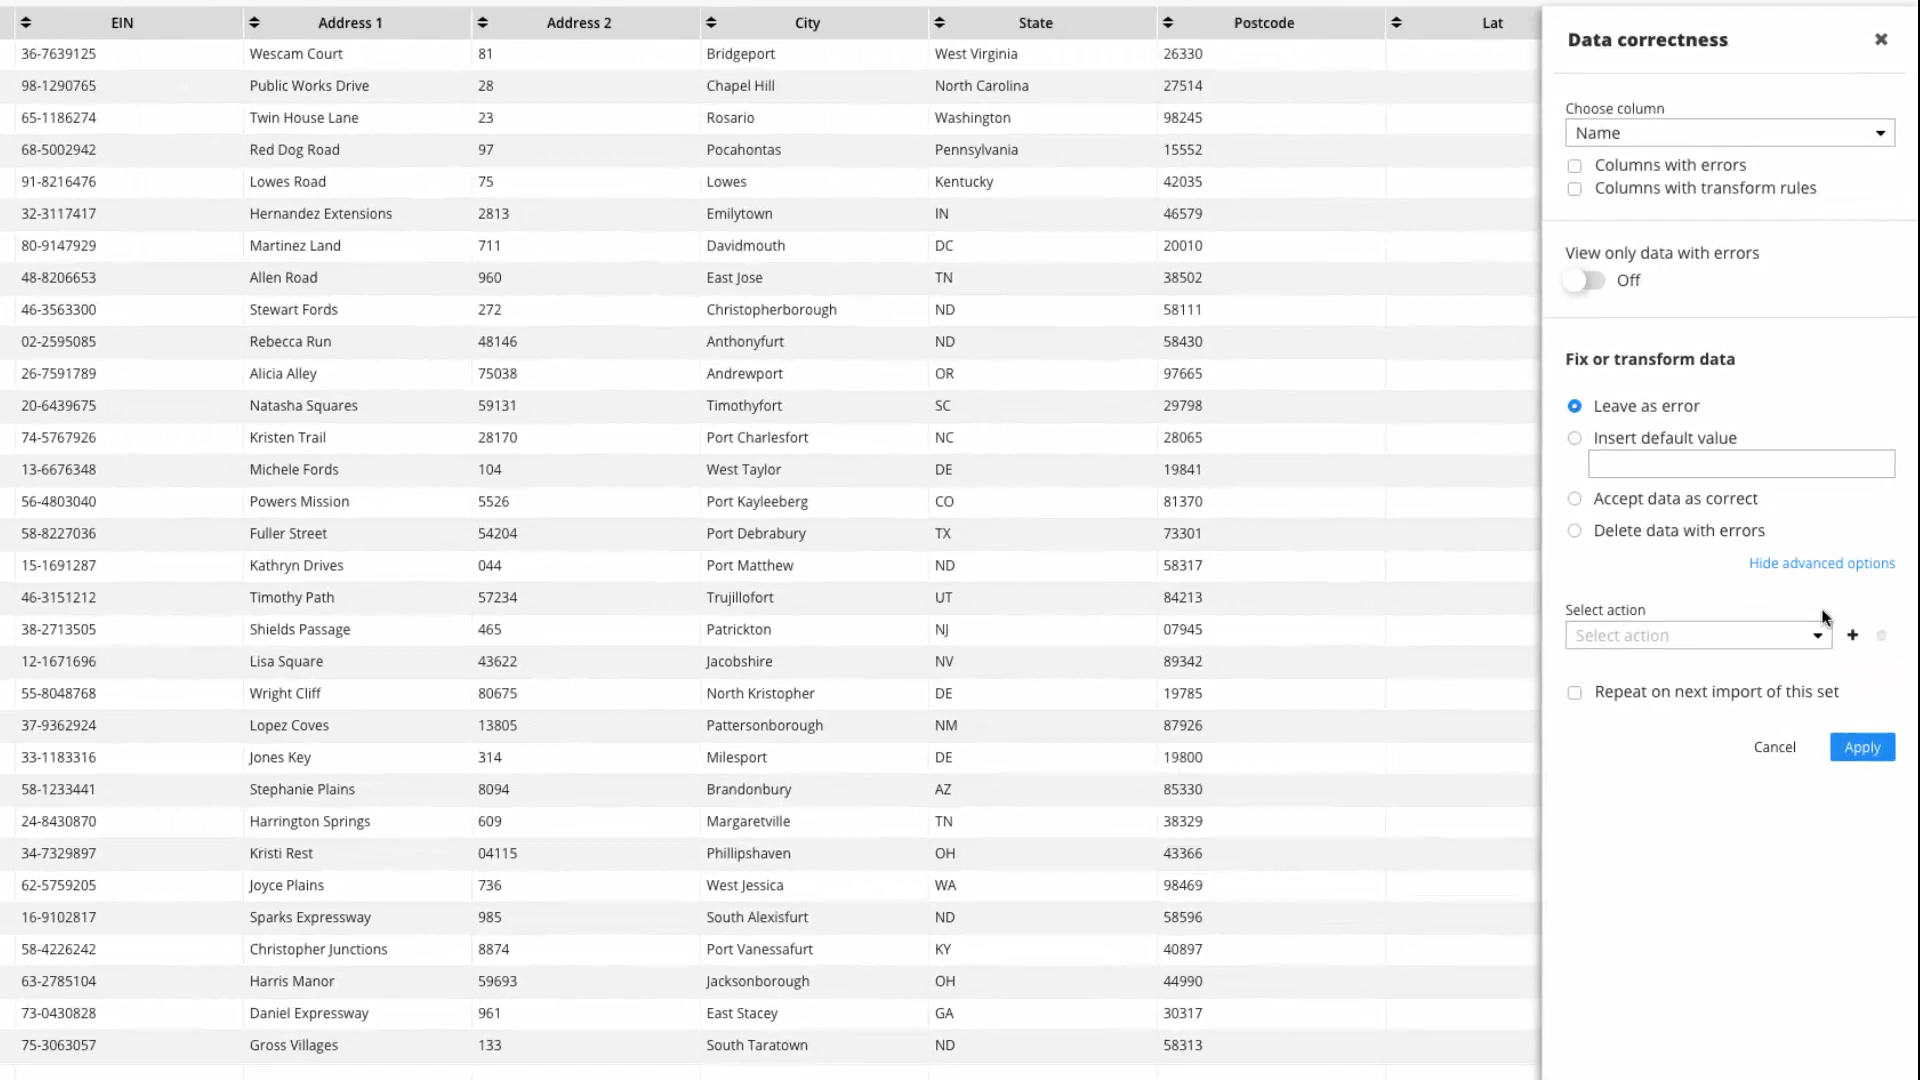 EIN Address 1 Address 2 City State Postcode Lat
36-7639125 Wescam Court 81 Bridgeport West Virginia 26330
98-1290765 Public Works Drive 28 Chapel Hill North Carolina 27514
65-1186274 Twin House Lane 23 Rosario Washington 98245
68-5002942 Red Dog Road 97 Pocahontas Pennsylvania 15552
91-8216476 Lowes Road 75 Lowes Kentucky 42035
32-3117417 Hernandez Extensions 2813 Emilytown IN 46579
80-9147929 Martinez Land 711 Davidmouth DC 20010
48-8206653 Allen Road 960 East Jose TN 38502
46-3563300 Stewart Fords 272 Christopherborough ND 58111
02-2595085 Rebecca Run 48146 Anthonyfurt ND 58430
26-7591789 Alicia Alley 75038 Andrewport OR 97665
20-6439675 Natasha Squares 59131 Timothyfort SC 29798
74-5767926 Kristen Trail 28170 Port Charlesfort NC 28065
13-6676348 Michele Fords 104 West Taylor DE 19841
56-4803040 Powers Mission 5526 Port Kayleeberg CO 81370
58-8227036 Fuller Street 54204 Port Debrabury TX 73301
15-1691287 Kathryn Drives 044 Port Matthew ND 58317
46-3151212 Timothy Path 57234 Trujillofort UT 84213
38-2713505 Shields Passage 465 Patrickton NJ 07945
12-1671696 Lisa Square 43622 Jacobshire NV 89342
55-8048768 Wright Cliff 80675 North Kristopher DE 19785
37-9362924 Lopez Coves 13805 Pattersonborough NM 87926
33-1183316 Jones Key 314 Milesport DE 19800
58-1233441 Stephanie Plains 8094 Brandonbury AZ 85330
24-8430870 Harrington Springs 609 Margaretville TN 38329
34-7329897 Kristi Rest 04115 Phillipshaven OH 43366
62-5759205 Joyce Plains 736 West Jessica WA 98469
16-9102817 Sparks Expressway 985 South Alexisfurt ND 58596
58-4226242 Christopher Junctions 8874 Port Vanessafurt KY 40897
63-2785104 Harris Manor 59693 Jacksonborough OH 44990
73-0430828 Daniel Expressway 961 East Stacey GA 30317
75-3063057 Gross Villages 133 South Taratown ND 58313
Data correctness
Choose column
Name
Columns with errors
Columns with transform rules
View only data with errors
Off
Fix or transform data
Leave as error
Insert default value
Accept data as correct
Delete data with errors
Hide advanced options
Select action
Select action
Repeat on next import of this set
Cancel Apply